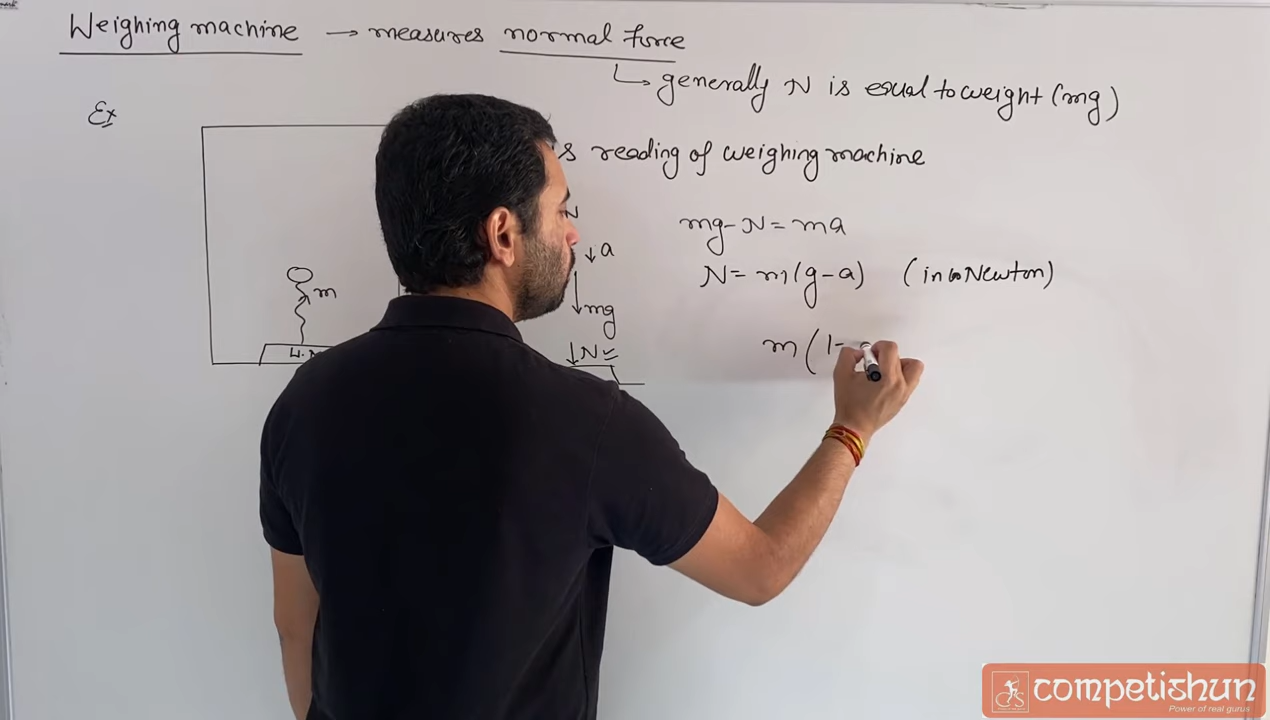 Weighing machine → measures normal force
↳ generally N is equal to weight (mg)
Ex
is reading of weighing machine
N
↓ a
↓ mg
↓ N
m
mg - N = ma
N = m(g - a) (in Newton)
m(1 -
competishun
Power of real gurus